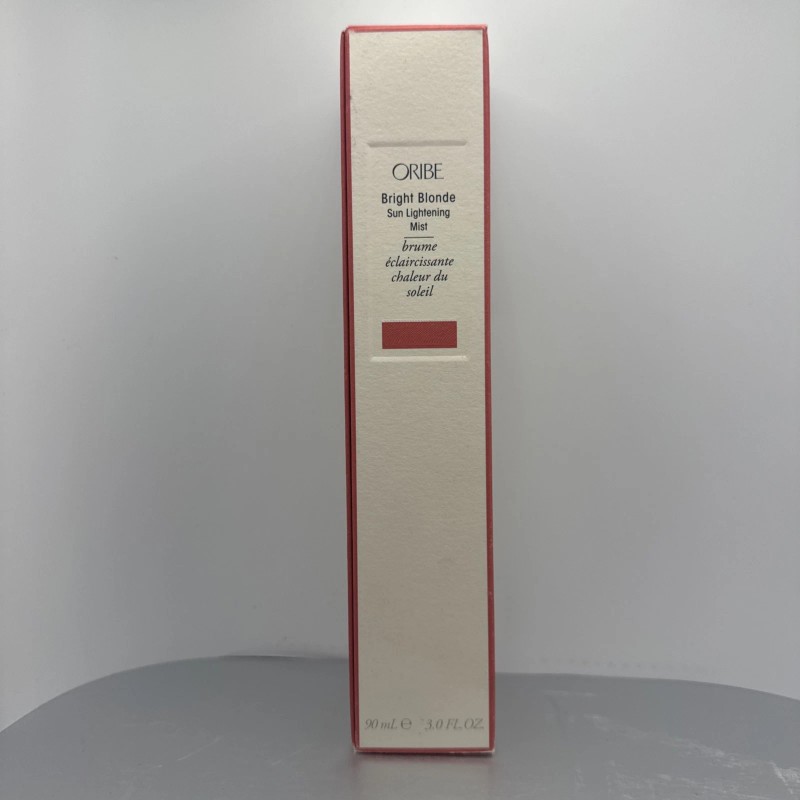 ORIBE
Bright Blonde
Sun Lightening
Mist
brume
éclaircissante
chaleur du
soleil
90 mL ℮ 3.0 FL.OZ.